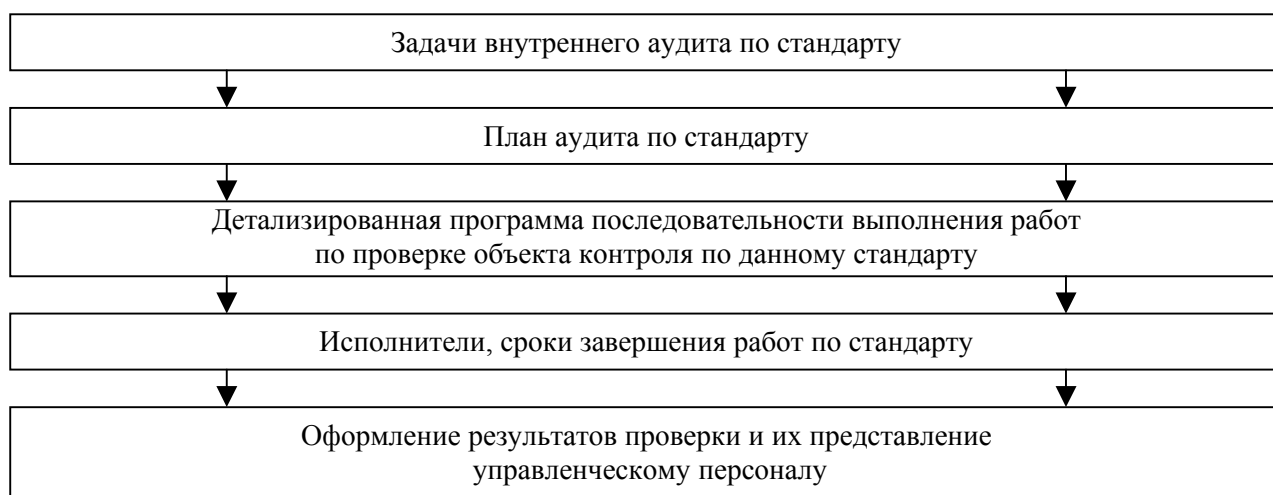 Задачи внутреннего аудита по стандарту
План аудита по стандарту
Детализированная программа последовательности выполнения работ
по проверке объекта контроля по данному стандарту
Исполнители, сроки завершения работ по стандарту
Оформление результатов проверки и их представление
управленческому персоналу